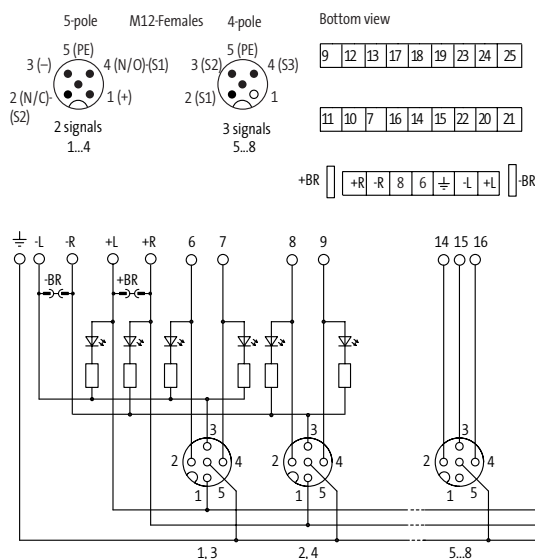 5-pole M12-Females 4-pole Bottom view
5 (PE) 5 (PE)
3 (–) 4 (N/O)-(S1) 3 (S2) 4 (S3)
2 (N/C)- 1 (+) 2 (S1) 1
(S2)
2 signals 3 signals
1...4 5...8
9 12 13 17 18 19 23 24 25
11 10 7 16 14 15 22 20 21
+BR +R -R 8 6 -L +L -BR
-L -R +L +R 6 7 8 9 14 15 16
-BR +BR
3 3 3
2 4 2 4 2 4
1 5 1 5 1 5
1, 3 2, 4 5...8